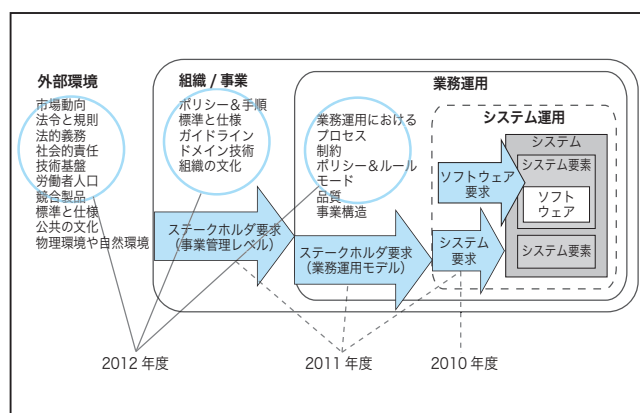 外部環境
市場動向
法令と規則
法的義務
社会的責任
技術基盤
労働者人口
競合製品
標準と仕様
公共の文化
物理環境や自然環境
組織 / 事業
ポリシー＆手順
標準と仕様
ガイドライン
ドメイン技術
組織の文化
業務運用
業務運用における
プロセス
制約
ポリシー＆ルール
モード
品質
事業構造
システム運用
システム
システム要素
ソフト
ウェア
システム要素
ソフトウェア
要求
システム
要求
ステークホルダ要求
（事業管理レベル）
ステークホルダ要求
（業務運用モデル）
2012 年度
2011 年度
2010 年度